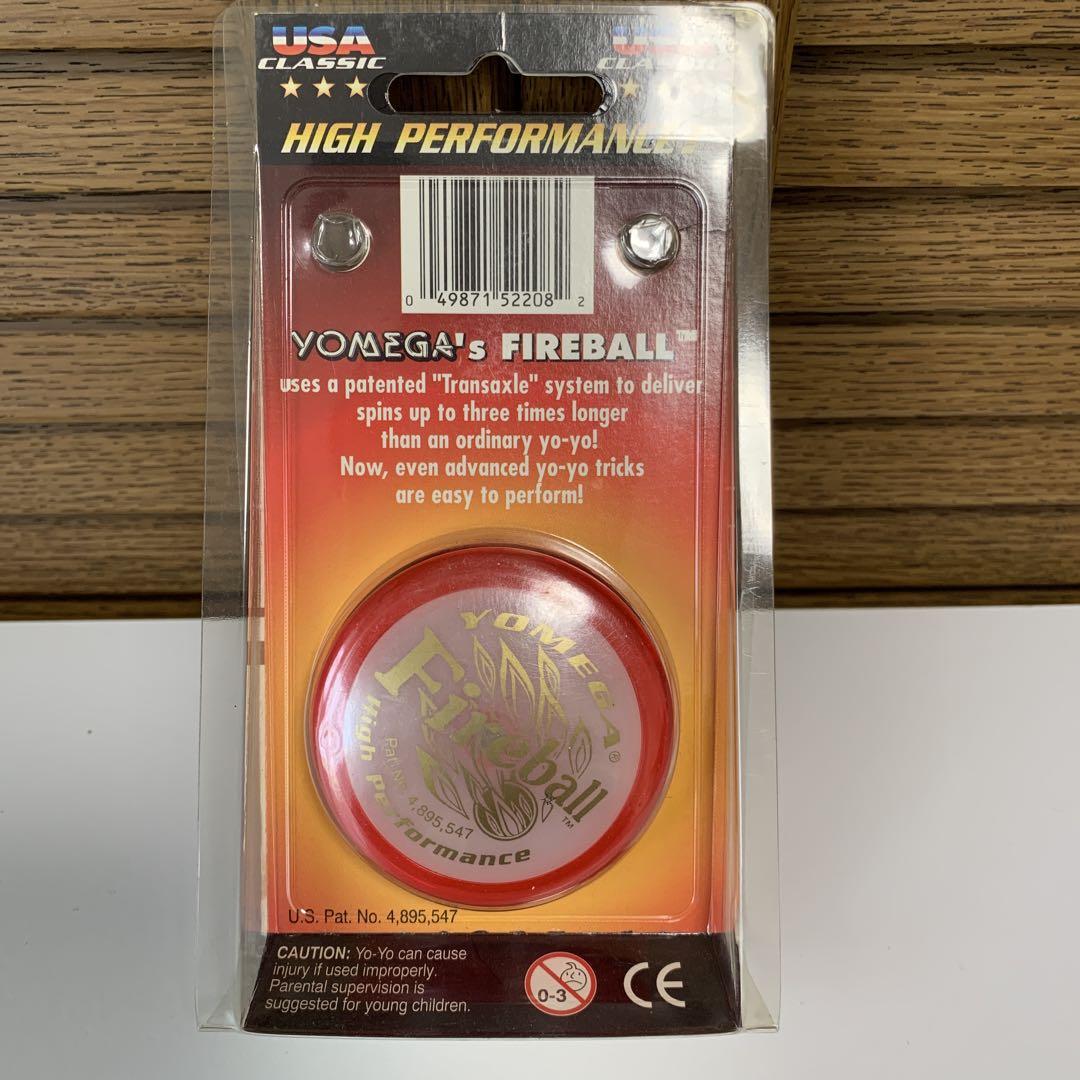 USA USA
CLASSIC CLASSIC
HIGH PERFORMANCE!
0 49871 52208 2
YOMEGA's FIREBALL™
uses a patented "Transaxle" system to deliver
spins up to three times longer
than an ordinary yo-yo!
Now, even advanced yo-yo tricks
are easy to perform!
YOMEGA®
Fireball™
Pat. No. 4,895,547
High Performance
U.S. Pat. No. 4,895,547
CAUTION: Yo-Yo can cause
injury if used improperly.
Parental supervision is
suggested for young children.
0-3
CE